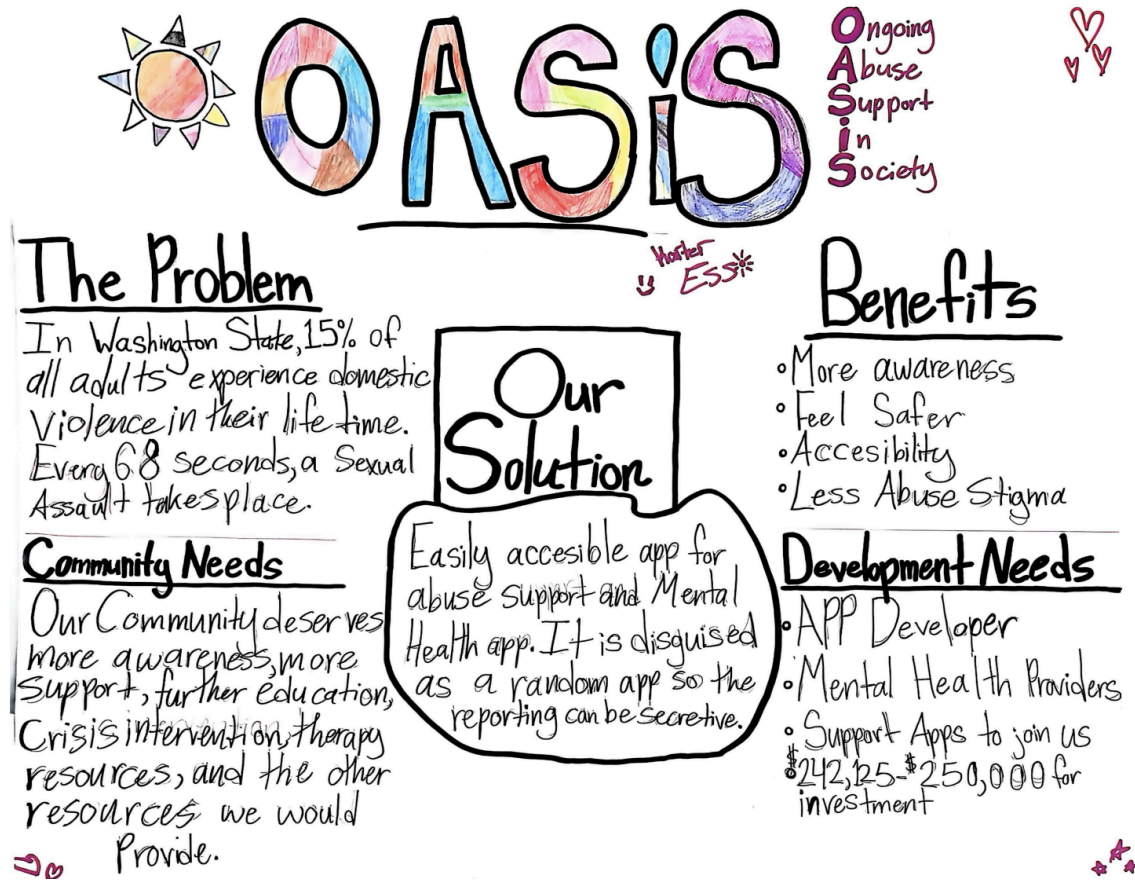 OASiS
Ongoing
Abuse
Support
in
Society
Karter
Ess
The Problem
In Washington State, 15% of
all adults experience domestic
Violence in their life time.
Every 68 seconds, a Sexual
Assault takes place.
Community Needs
Our Community deserves
more awareness, more
support, further education,
Crisis intervention, therapy
resources, and the other
resources we would
Provide.
Our
Solution
Easily accesible app for
abuse support and Mental
Health app. It is disguised
as a random app so the
reporting can be secretive.
Benefits
•More awareness
•Feel Safer
•Accesibility
•Less Abuse Stigma
Development Needs
•APP Developer
•Mental Health Providers
•Support Apps to join us
•$242,125-$250,000 for
investment